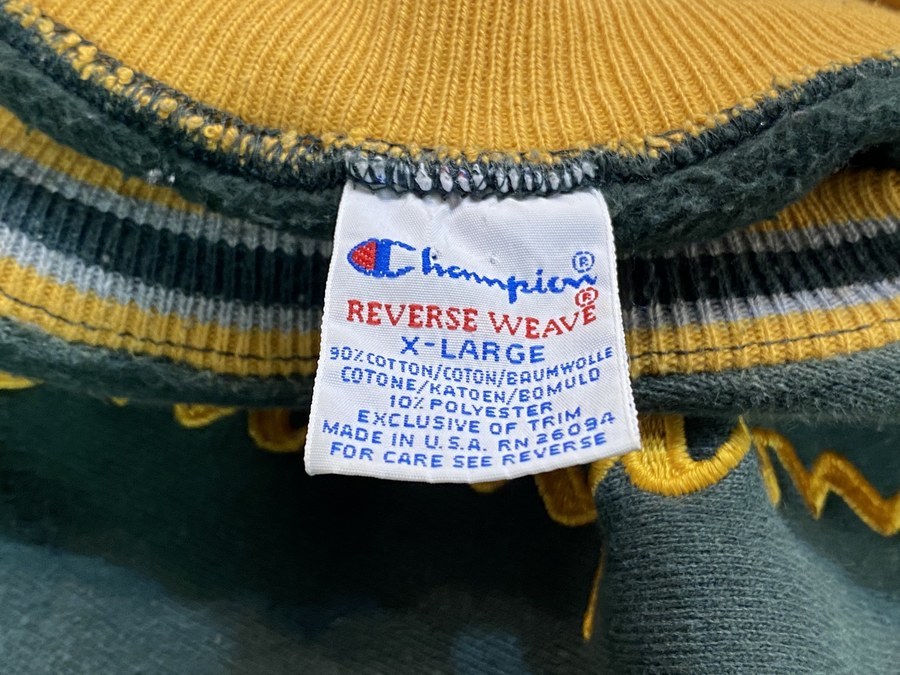 Champion®
REVERSE WEAVE®
X-LARGE
90% COTTON/COTON/BAUMWOLLE
COTONE/KATOEN/BOMULD
10% POLYESTER
EXCLUSIVE OF TRIM
MADE IN U.S.A. RN 26094
FOR CARE SEE REVERSE